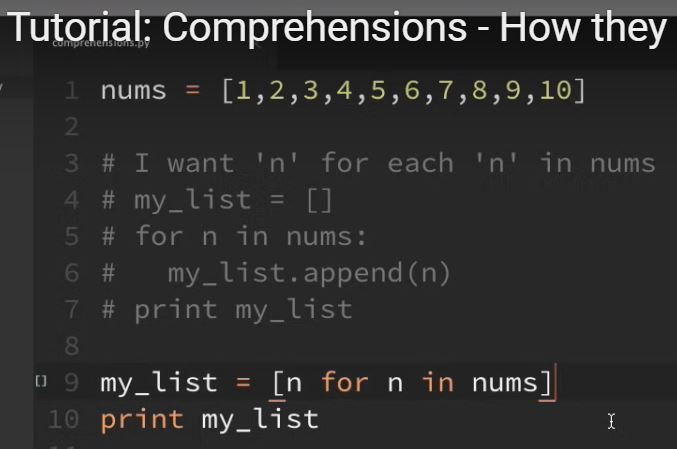 Tutorial: Comprehensions - How they
comprehensions.py
1 nums = [1,2,3,4,5,6,7,8,9,10]
2
3 # I want 'n' for each 'n' in nums
4 # my_list = []
5 # for n in nums:
6 #   my_list.append(n)
7 # print my_list
8
[] 9 my_list = [n for n in nums]
10 print my_list